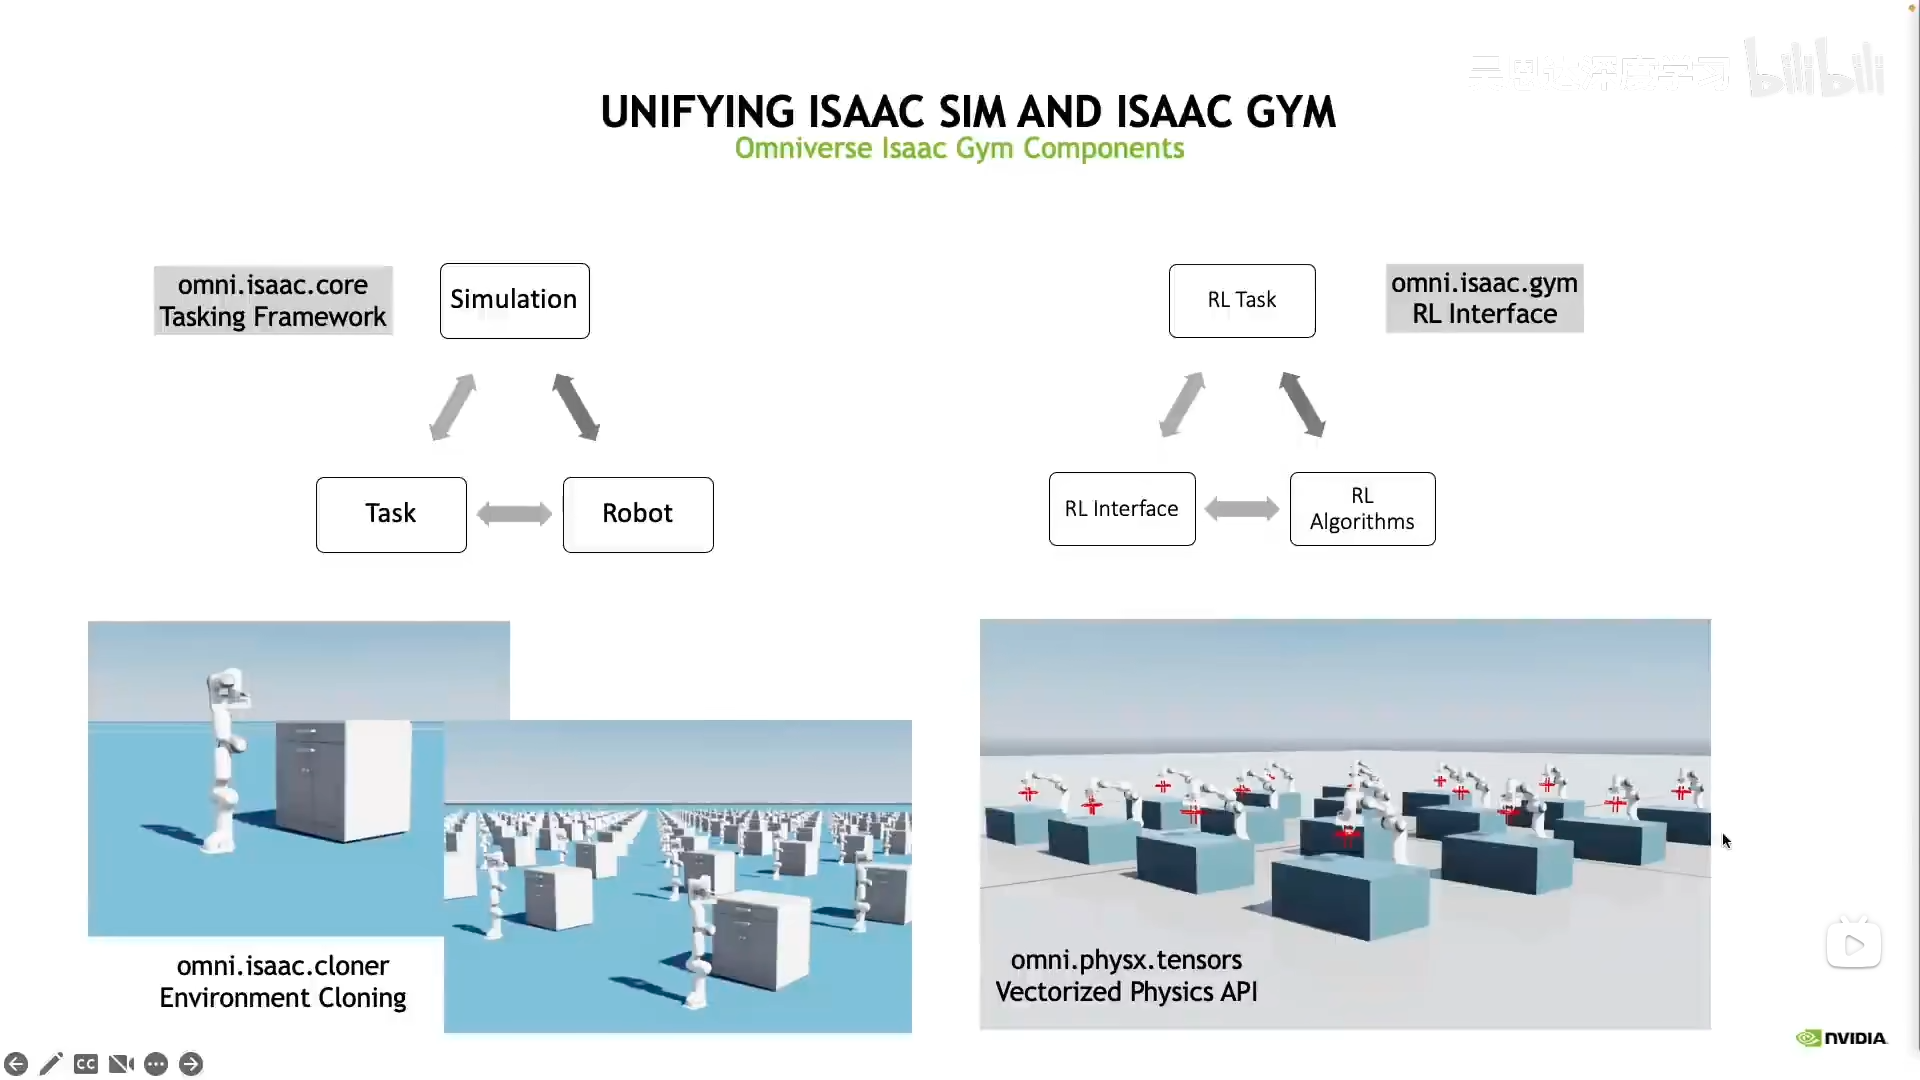 bilibili
UNIFYING ISAAC SIM AND ISAAC GYM
Omniverse Isaac Gym Components
omni.isaac.core
Tasking Framework
Simulation
Task
Robot
RL Task
omni.isaac.gym
RL Interface
RL Interface
RL
Algorithms
omni.isaac.cloner
Environment Cloning
omni.physx.tensors
Vectorized Physics API
NVIDIA
CC